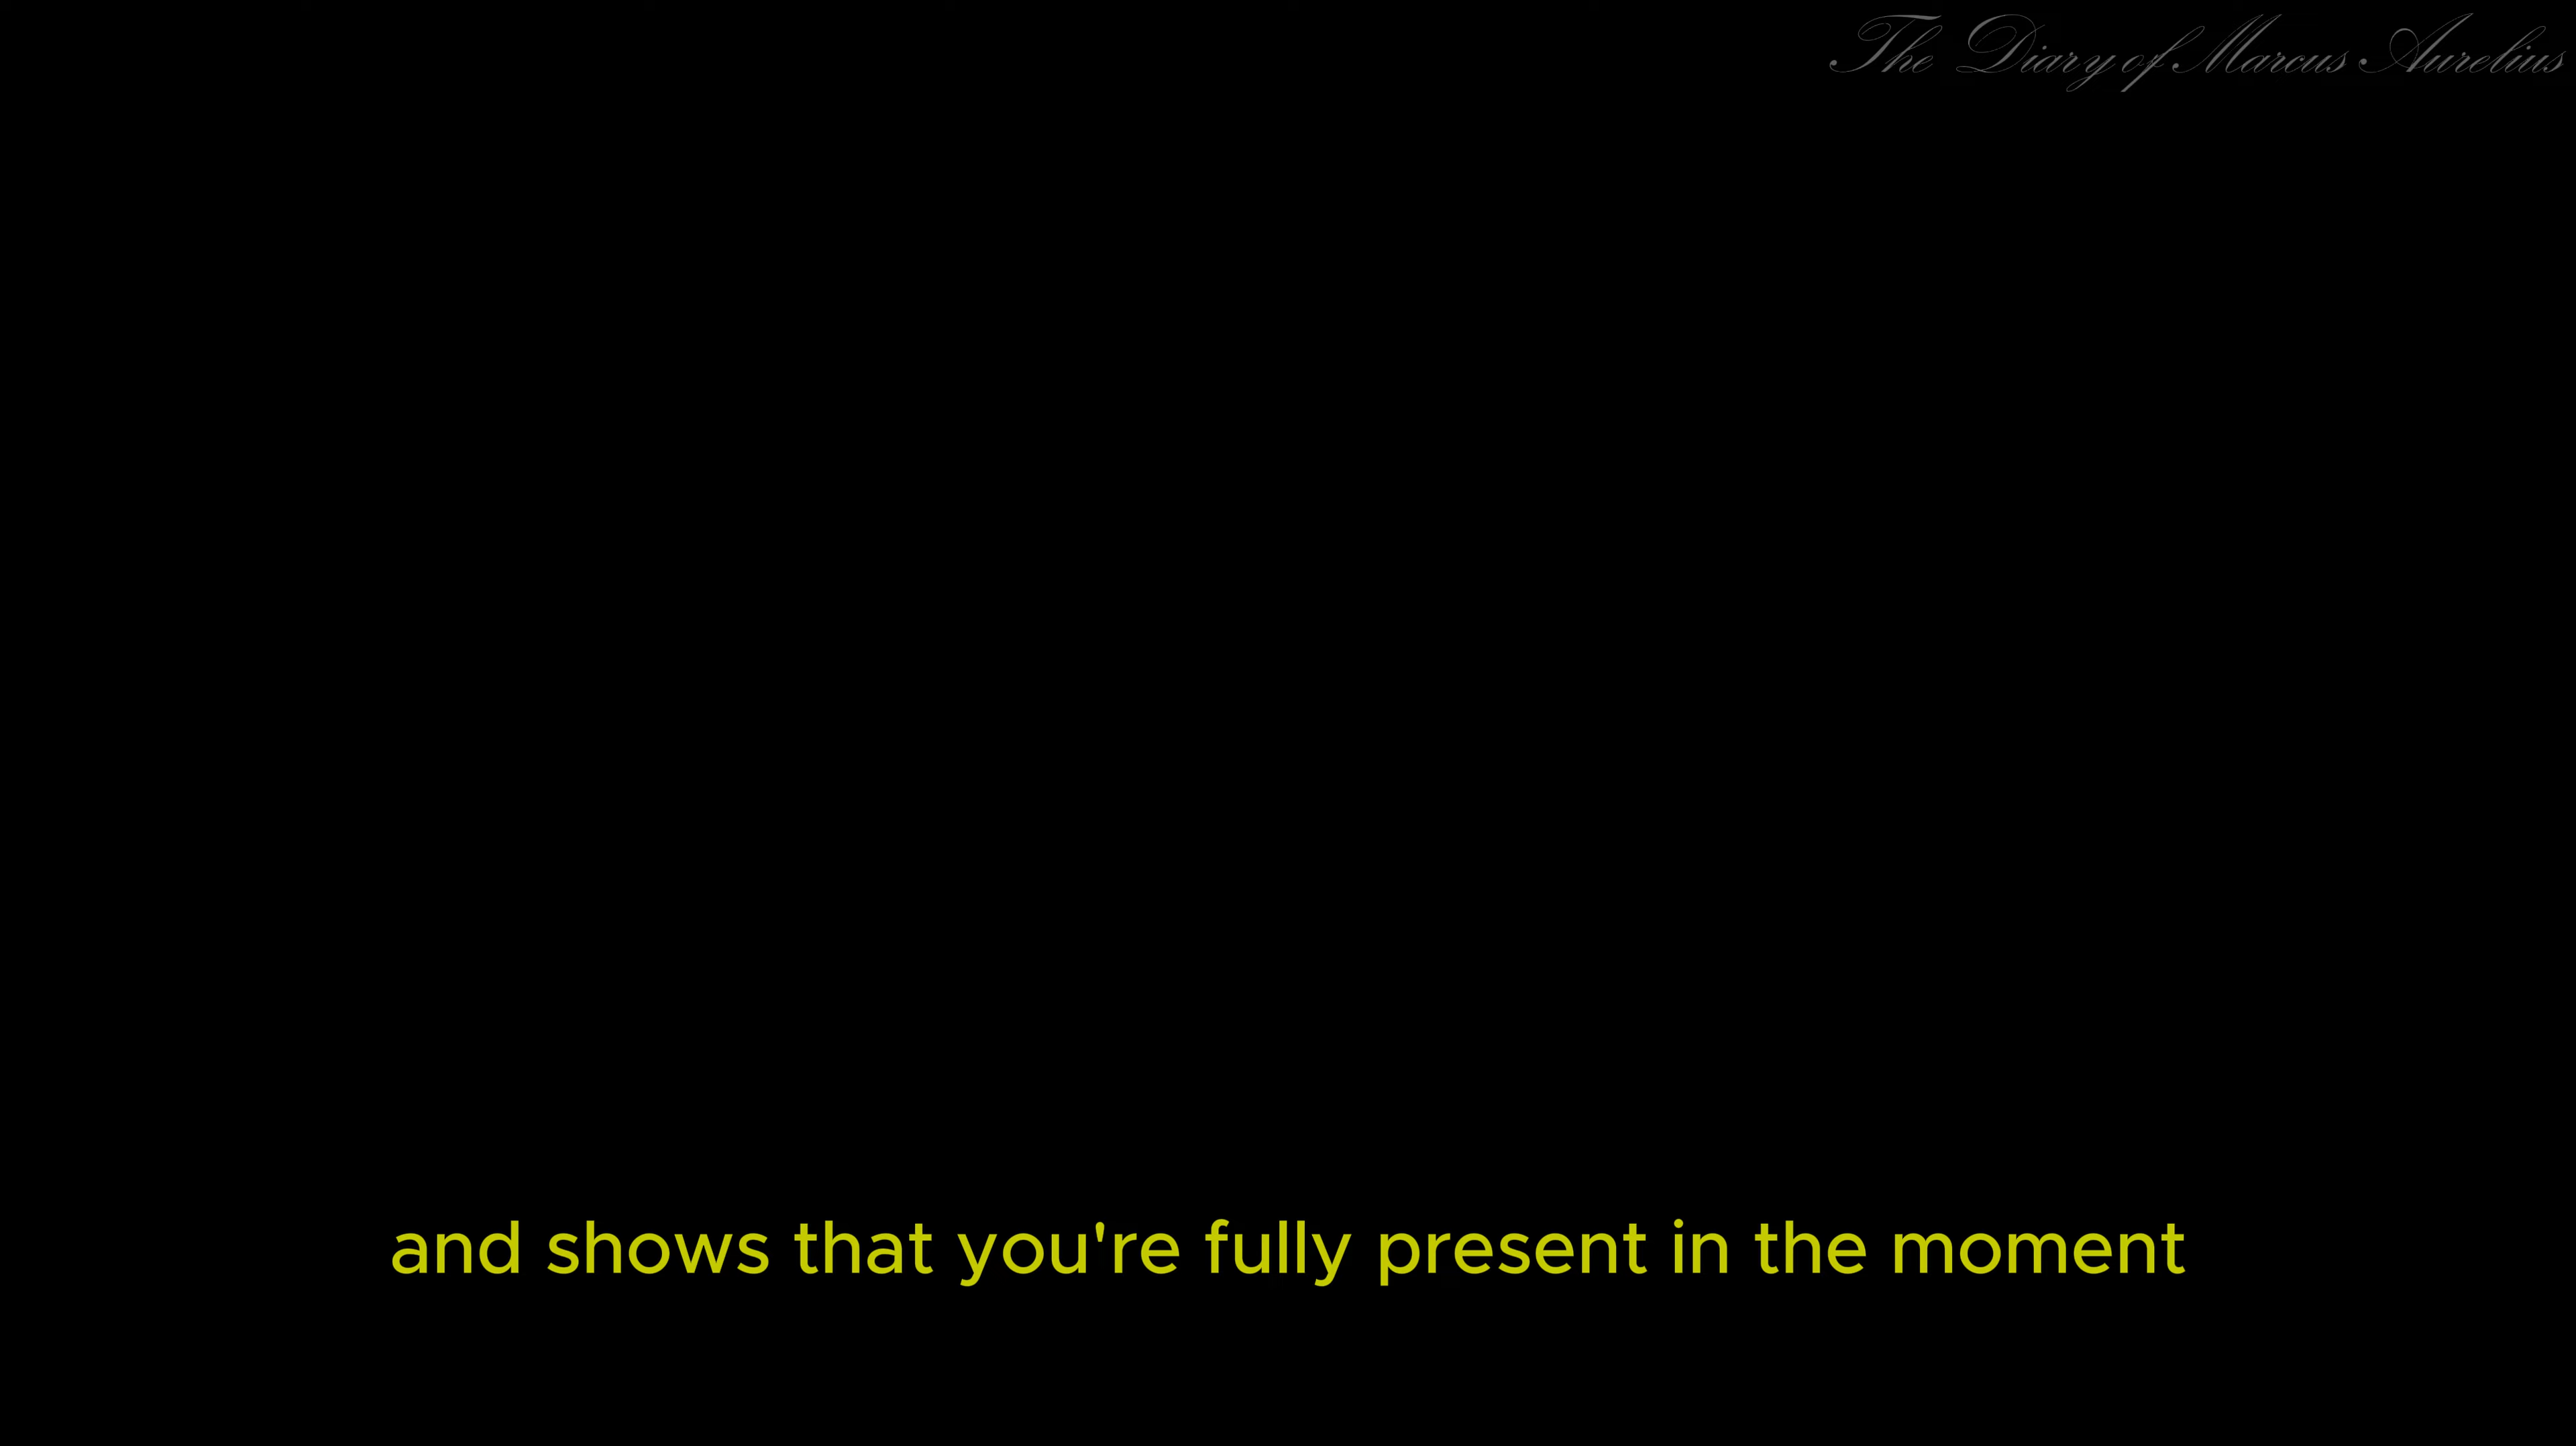 The Diary of Marcus Aurelius
and shows that you're fully present in the moment